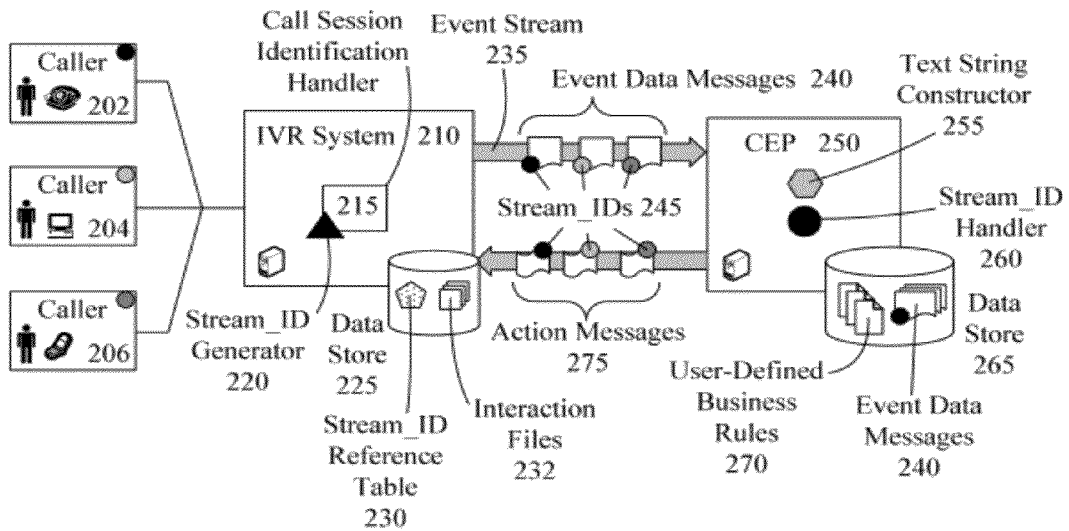 Caller
202
Caller
204
Caller
206
Call Session
Identification
Handler
IVR System 210
215
Stream_ID
Generator
220
Data
Store
225
Stream_ID
Reference
Table
230
Interaction
Files
232
Event Stream
235
Event Data Messages 240
Stream_IDs 245
Action Messages
275
CEP 250
Text String
Constructor
255
Stream_ID
Handler
260
Data
Store
265
User-Defined
Business
Rules
270
Event Data
Messages
240